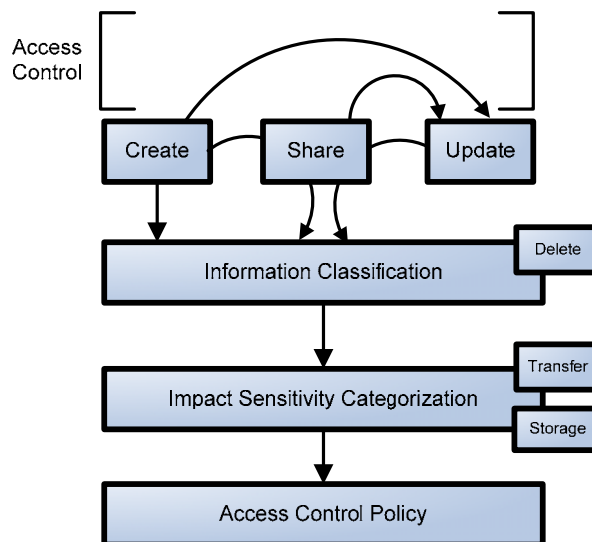 Access
Control
Create
Share
Update
Information Classification
Delete
Impact Sensitivity Categorization
Transfer
Storage
Access Control Policy